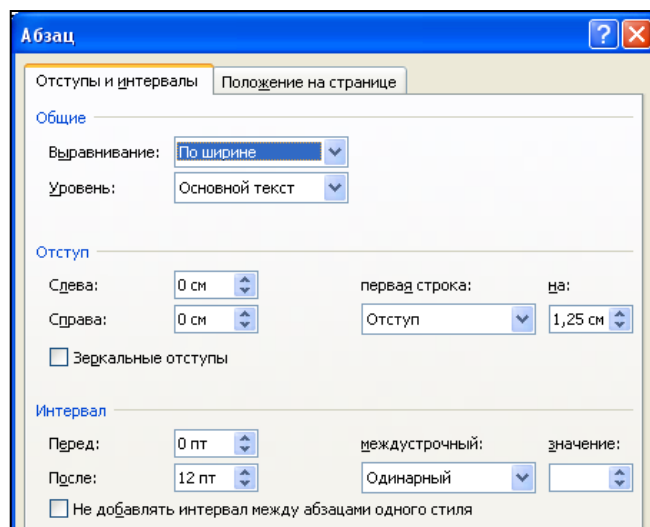 Абзац
Отступы и интервалы Положение на странице
Общие
Выравнивание: По ширине
Уровень: Основной текст
Отступ
Слева: 0 см первая строка: на:
Справа: 0 см Отступ 1,25 см
Зеркальные отступы
Интервал
Перед: 0 пт междустрочный: значение:
После: 12 пт Одинарный
Не добавлять интервал между абзацами одного стиля